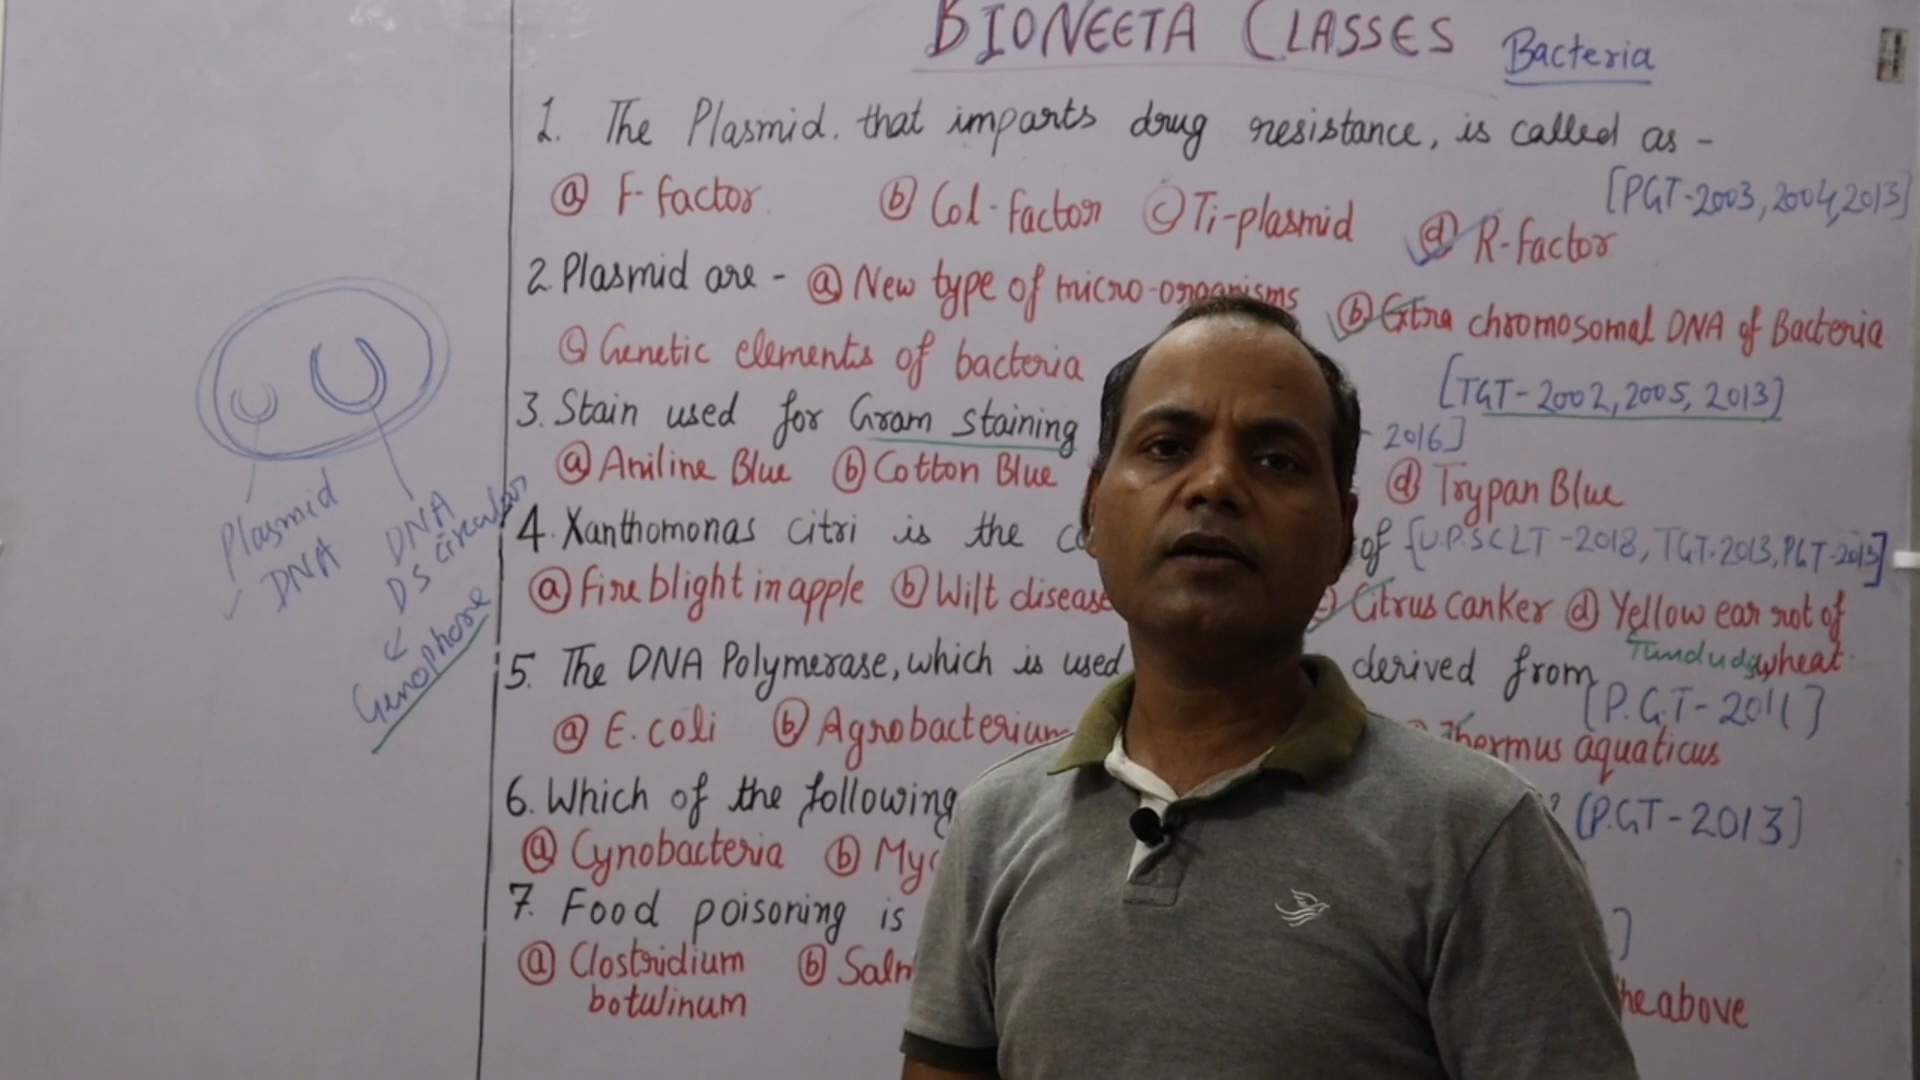 BIONEETA CLASSES Bacteria
1. The Plasmid. that imparts drug resistance, is called as -
[PGT-2003, 2004, 2013]
ⓐ F-factor ⓑ Col-factor ⓒ Ti-plasmid ⓓ R-factor
2. Plasmid are - ⓐ New type of micro-organisms ⓑ Extra chromosomal DNA of Bacteria
ⓒ Genetic elements of bacteria
[TGT-2002, 2005, 2013]
3. Stain used for Gram staining 2016]
ⓐ Aniline Blue ⓑ Cotton Blue ⓓ Trypan Blue
4. Xanthomonas citri is the of [U.P.SCLT-2018, TGT-2013, PGT-2013]
ⓐ Fire blight in apple ⓑ Wilt disease Citrus canker ⓓ Yellow ear rot of
wheat
5. The DNA Polymerase, which is used derived from
[P.G.T-2011]
ⓐ E. coli ⓑ Agrobacterium Thermus aquaticus
6. Which of the following (P.GT-2013)
ⓐ Cynobacteria ⓑ
7. Food poisoning is ]
ⓐ Clostridium ⓑ
botulinum above
Plasmid
DNA
DNA
DS circular
Genophore